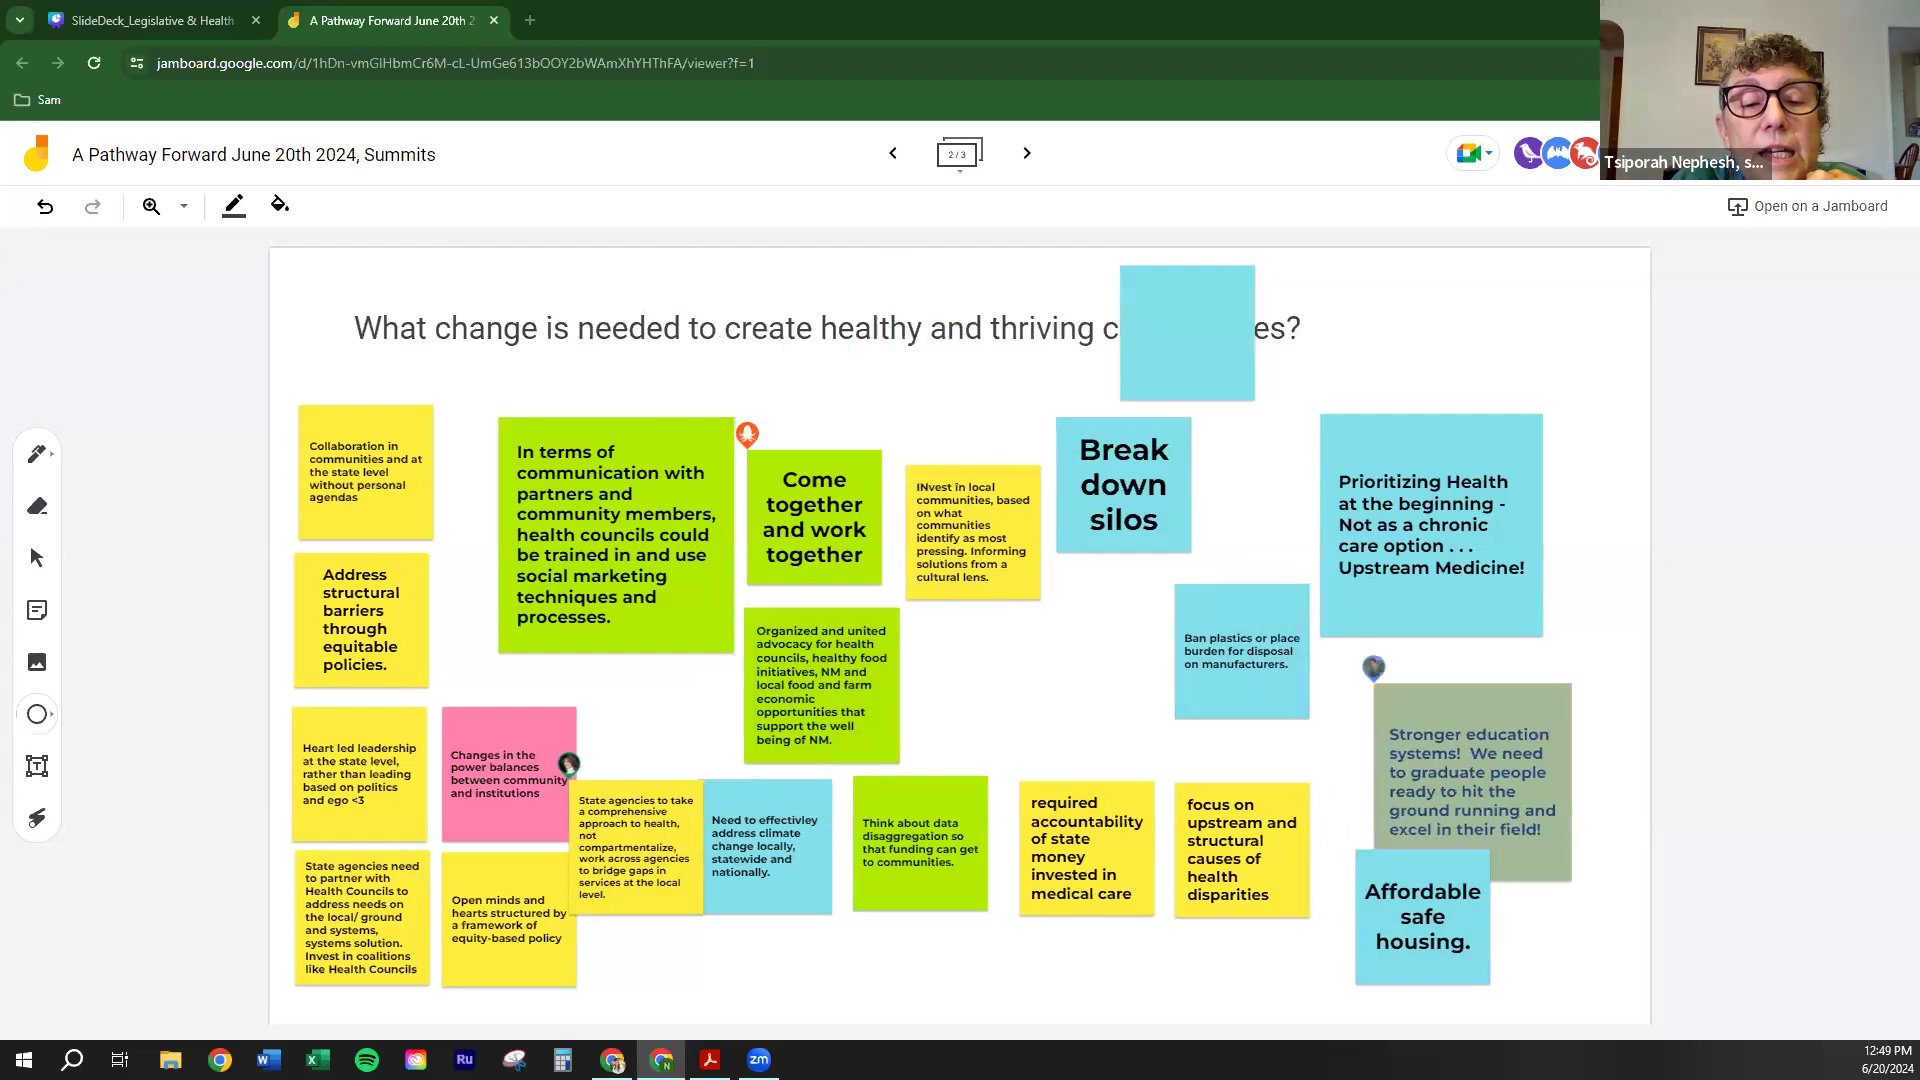 SlideDeck_Legislative & Health
A Pathway Forward June 20th 2
jamboard.google.com/d/1hDn-vmGlHbmCr6M-cL-UmGe613bOOY2bWAmXhYHThFA/viewer?f=1
Sam
A Pathway Forward June 20th 2024, Summits
2 / 3
Tsiporah Nephesh, s...
Open on a Jamboard
What change is needed to create healthy and thriving c
es?
Collaboration in
communities and at
the state level
without personal
agendas
In terms of
communication with
partners and
community members,
health councils could
be trained in and use
social marketing
techniques and
processes.
Come
together
and work
together
INvest in local
communities, based
on what
communities
identify as most
pressing. Informing
solutions from a
cultural lens.
Break
down
silos
Prioritizing Health
at the beginning -
Not as a chronic
care option . . .
Upstream Medicine!
Address
structural
barriers
through
equitable
policies.
Organized and united
advocacy for health
councils, healthy food
initiatives, NM and
local food and farm
economic
opportunities that
support the well
being of NM.
Ban plastics or place
burden for disposal
on manufacturers.
Heart led leadership
at the state level,
rather than leading
based on politics
and ego <3
Changes in the
power balances
between community
and institutions
Stronger education
systems! We need
to graduate people
ready to hit the
ground running and
excel in their field!
State agencies to take
a comprehensive
approach to health,
not
compartmentalize,
work across agencies
to bridge gaps in
services at the local
level.
Need to effectivley
address climate
change locally,
statewide and
nationally.
Think about data
disaggregation so
that funding can get
to communities.
required
accountability
of state
money
invested in
medical care
focus on
upstream and
structural
causes of
health
disparities
State agencies need
to partner with
Health Councils to
address needs on
the local/ ground
and systems,
systems solution.
Invest in coalitions
like Health Councils
Open minds and
hearts structured by
a framework of
equity-based policy
Affordable
safe
housing.
Ru
zm
12:49 PM
6/20/2024